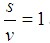 s/v = 1